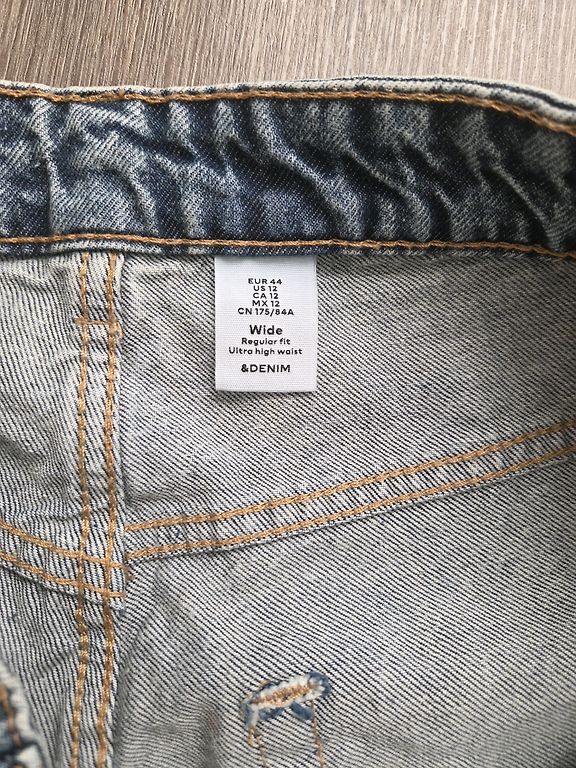 EUR 44
US 12
CA 12
MX 12
CN 175/84A
Wide
Regular fit
Ultra high waist
&DENIM